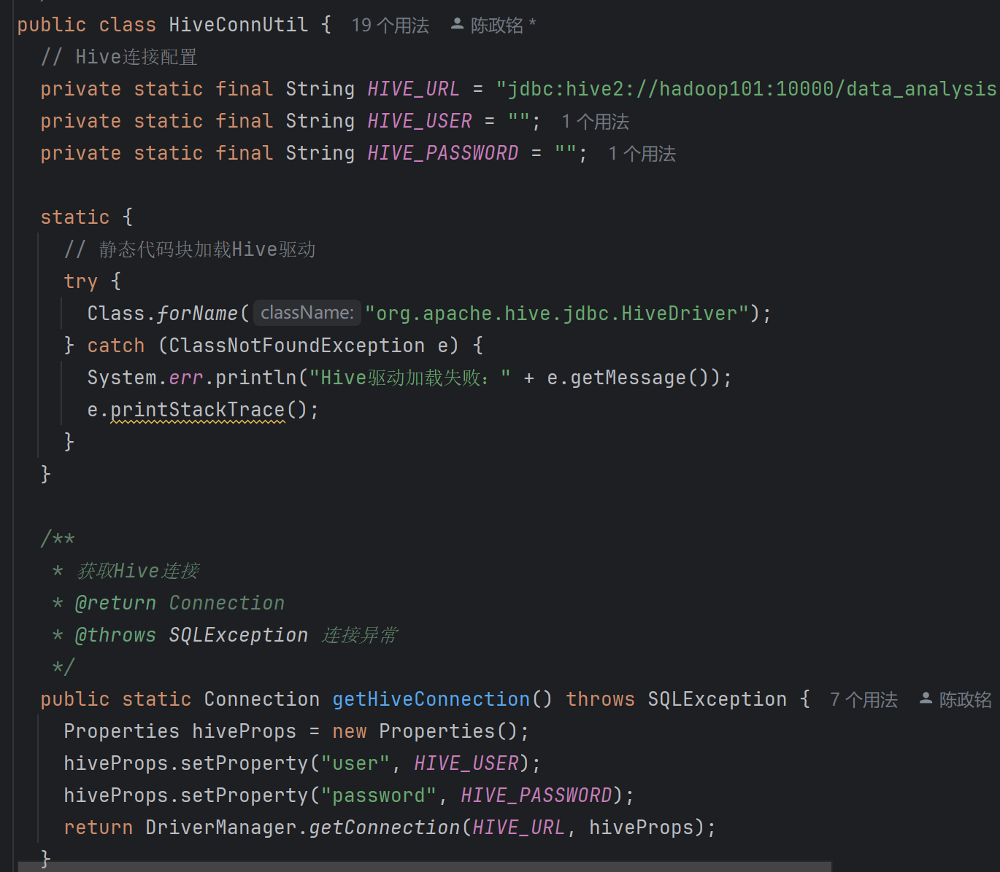 public class HiveConnUtil {  19 个用法  陈政铭 *
  // Hive连接配置
  private static final String HIVE_URL = "jdbc:hive2://hadoop101:10000/data_analysis
  private static final String HIVE_USER = "";  1 个用法
  private static final String HIVE_PASSWORD = "";  1 个用法
  static {
    // 静态代码块加载Hive驱动
    try {
      Class.forName( className: "org.apache.hive.jdbc.HiveDriver");
    } catch (ClassNotFoundException e) {
      System.err.println("Hive驱动加载失败：" + e.getMessage());
      e.printStackTrace();
    }
  }
  /**
   * 获取Hive连接
   * @return Connection
   * @throws SQLException 连接异常
   */
  public static Connection getHiveConnection() throws SQLException {  7 个用法  陈政铭
    Properties hiveProps = new Properties();
    hiveProps.setProperty("user", HIVE_USER);
    hiveProps.setProperty("password", HIVE_PASSWORD);
    return DriverManager.getConnection(HIVE_URL, hiveProps);
  }